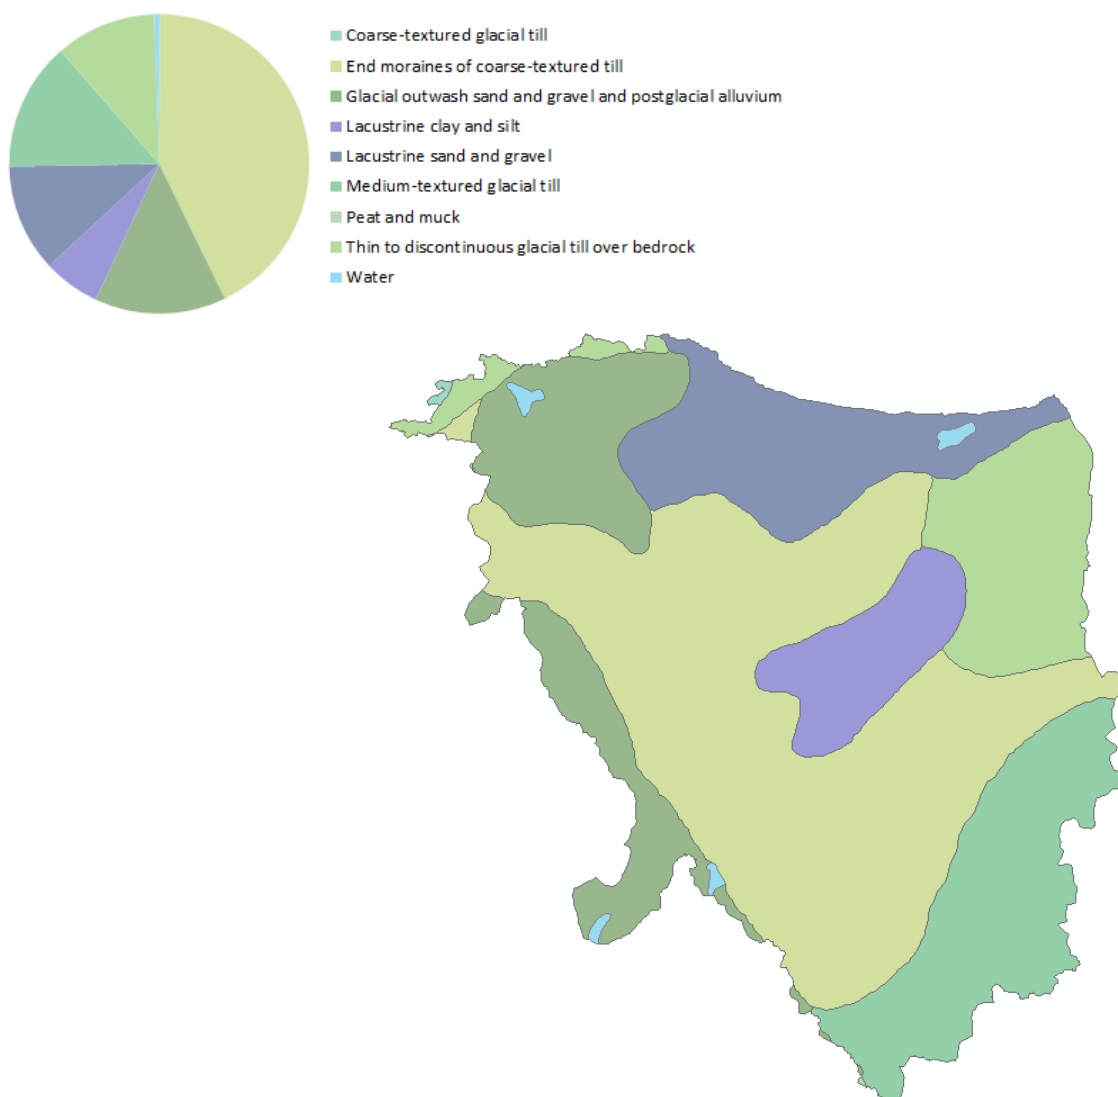 Coarse-textured glacial till
End moraines of coarse-textured till
Glacial outwash sand and gravel and postglacial alluvium
Lacustrine clay and silt
Lacustrine sand and gravel
Medium-textured glacial till
Peat and muck
Thin to discontinuous glacial till over bedrock
Water